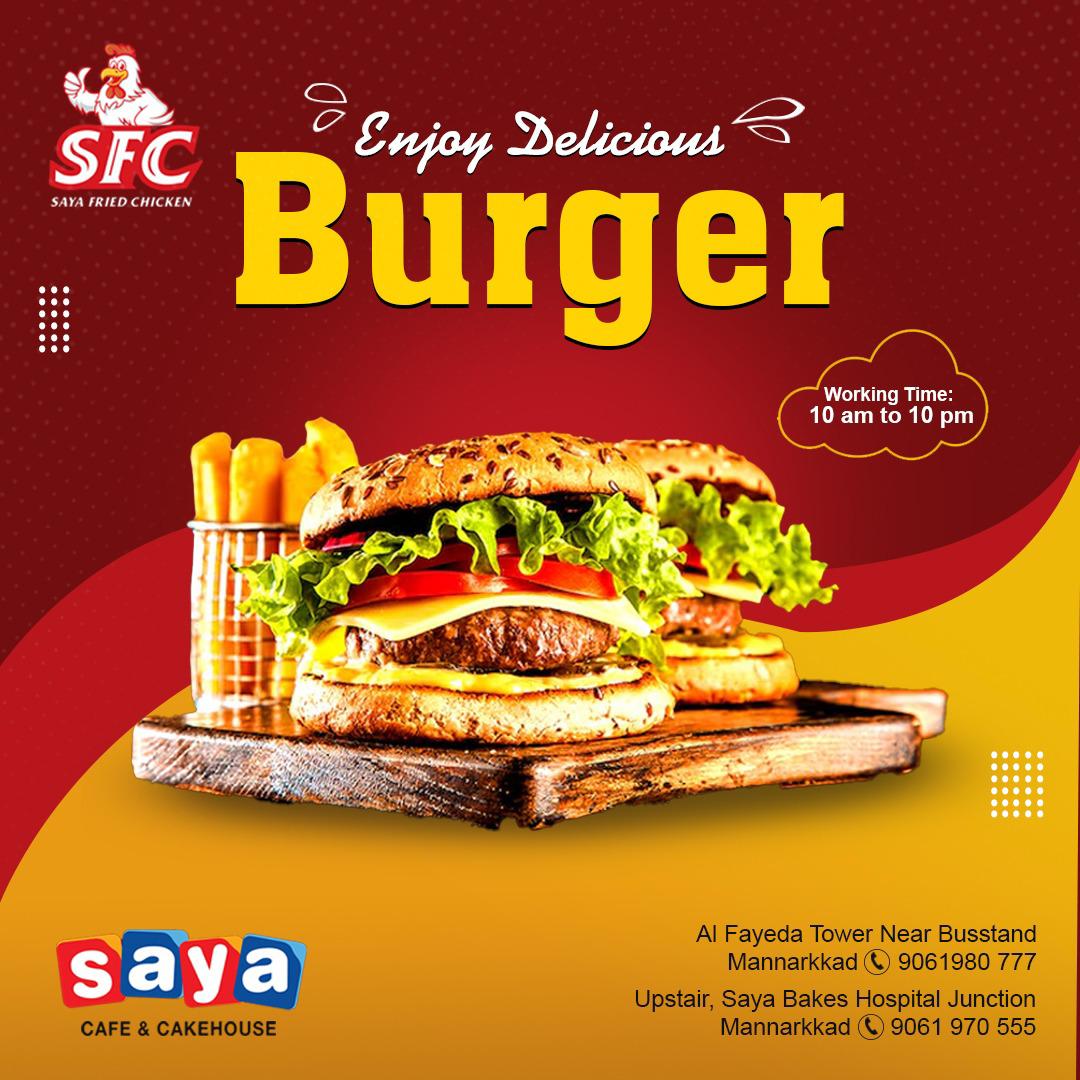 SFC
SAYA FRIED CHICKEN
Enjoy Delicious
Burger
Working Time:
10 am to 10 pm
saya
CAFE & CAKEHOUSE
Al Fayeda Tower Near Busstand
Mannarkkad 9061980 777
Upstair, Saya Bakes Hospital Junction
Mannarkkad 9061 970 555